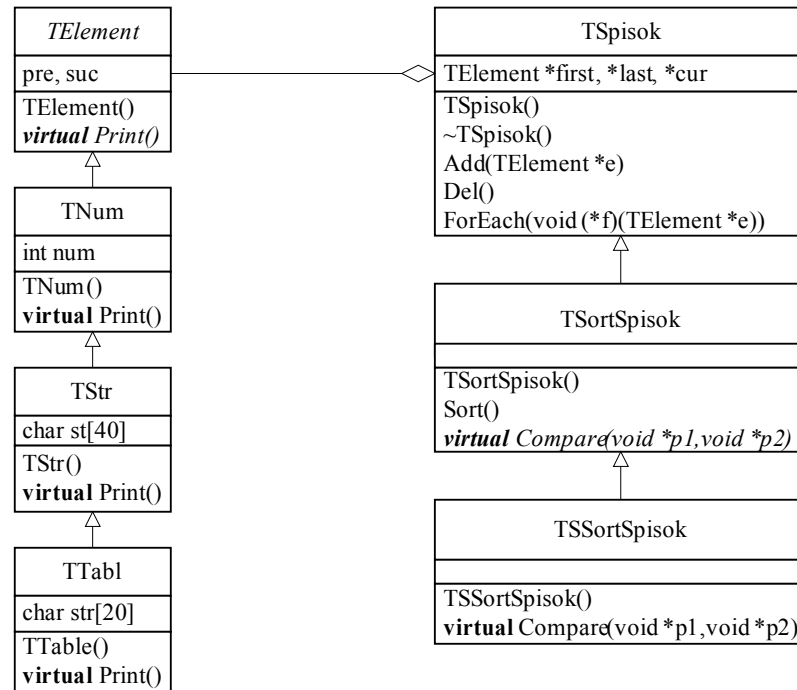 TElement
pre, suc
TElement()
virtual Print()
TNum
int num
TNum()
virtual Print()
TStr
char st[40]
TStr()
virtual Print()
TTabl
char str[20]
TTable()
virtual Print()
TSpisok
TElement *first, *last, *cur
TSpisok()
~TSpisok()
Add(TElement *e)
Del()
ForEach(void (*f)(TElement *e))
TSortSpisok
TSortSpisok()
Sort()
virtual Compare(void *p1,void *p2)
TSSortSpisok
TSSortSpisok()
virtual Compare(void *p1,void *p2)